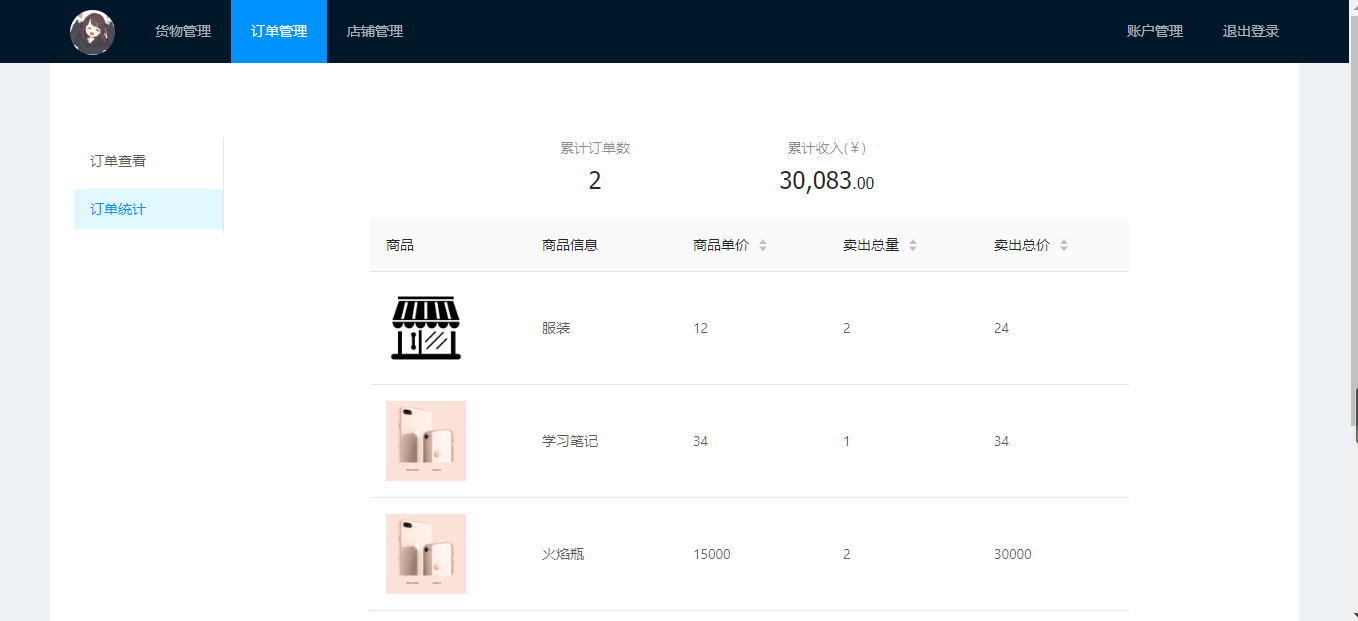 货物管理 订单管理 店铺管理 账户管理 退出登录
订单查看
订单统计
累计订单数 累计收入(￥)
2 30,083.00
商品 商品信息 商品单价 卖出总量 卖出总价
服装 12 2 24
学习笔记 34 1 34
火焰瓶 15000 2 30000